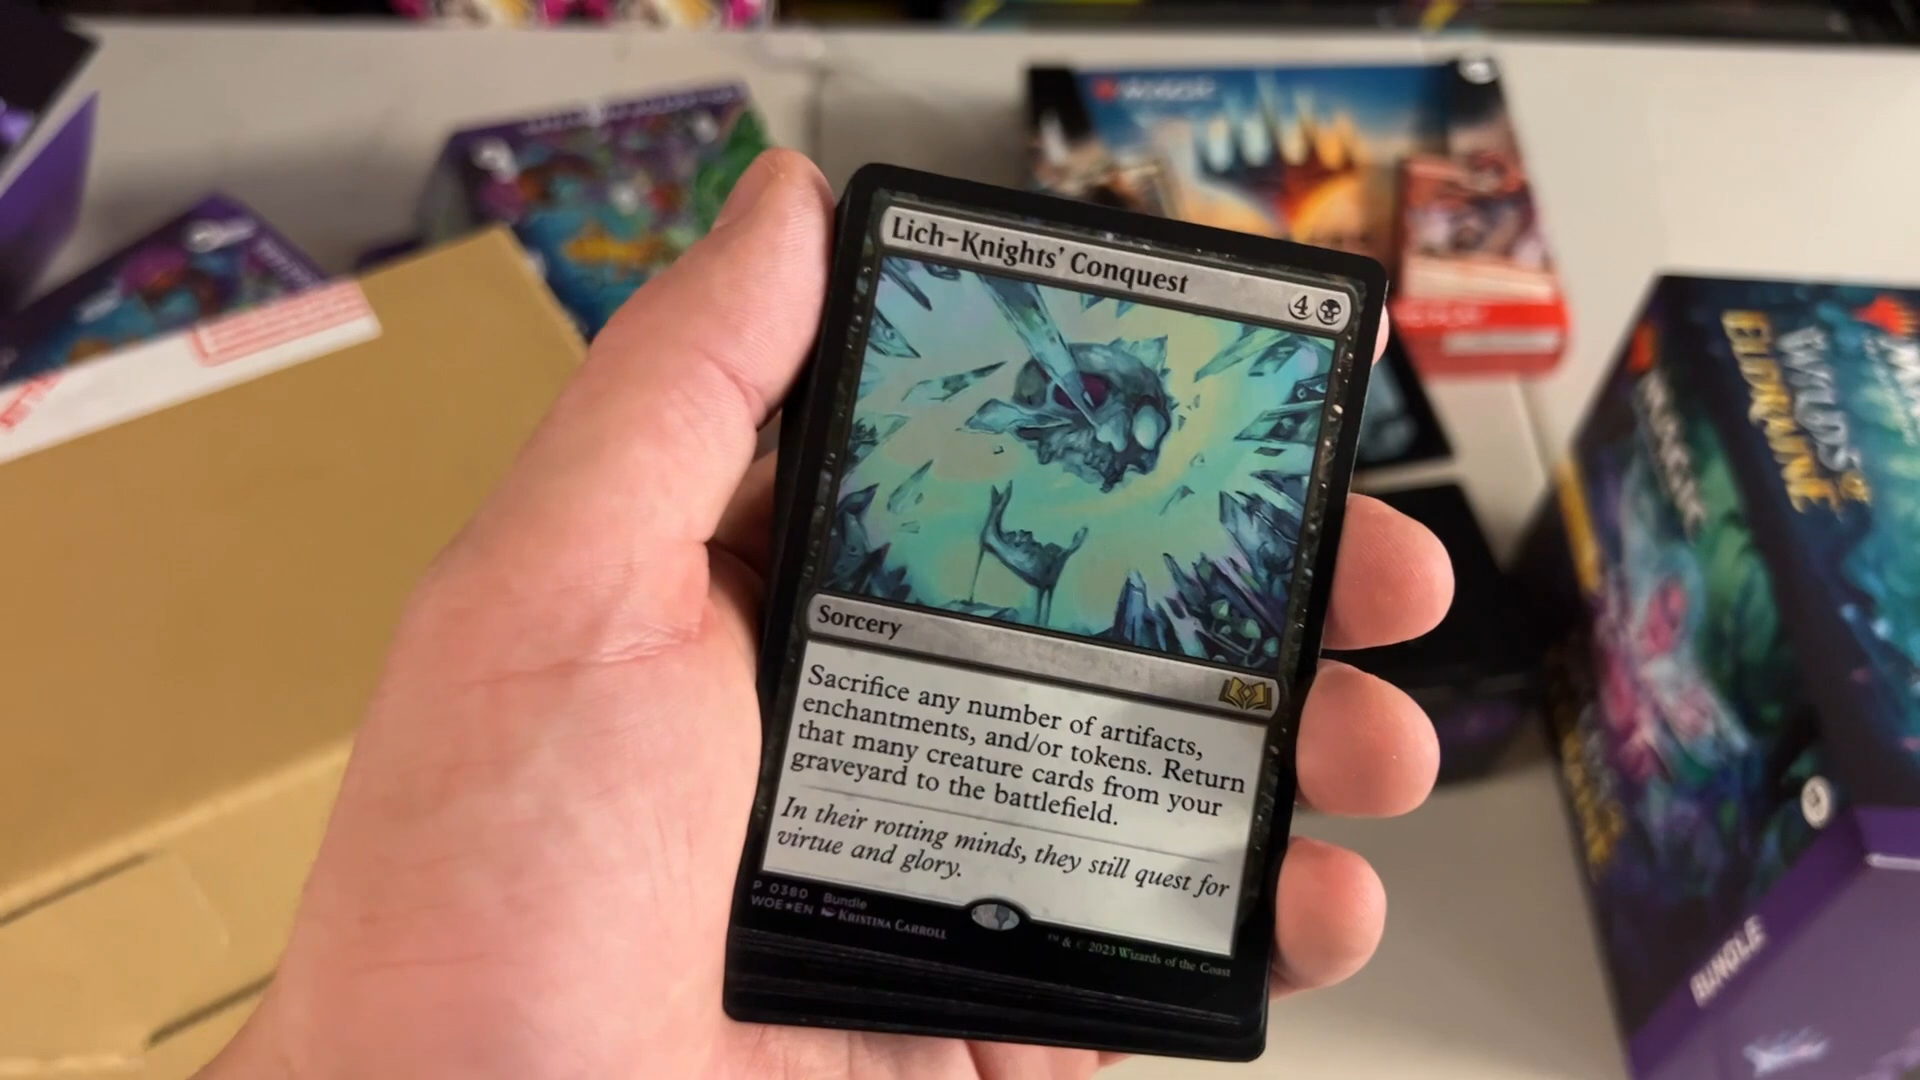 Lich-Knights' Conquest
4
Sorcery
Sacrifice any number of artifacts,
enchantments, and/or tokens. Return
that many creature cards from your
graveyard to the battlefield.
In their rotting minds, they still quest for
virtue and glory.
P 0380 Bundle
WOE★EN Kristina Carroll
™ & © 2023 Wizards of the Coast
WILDS of
ELDRAINE
BUNDLE